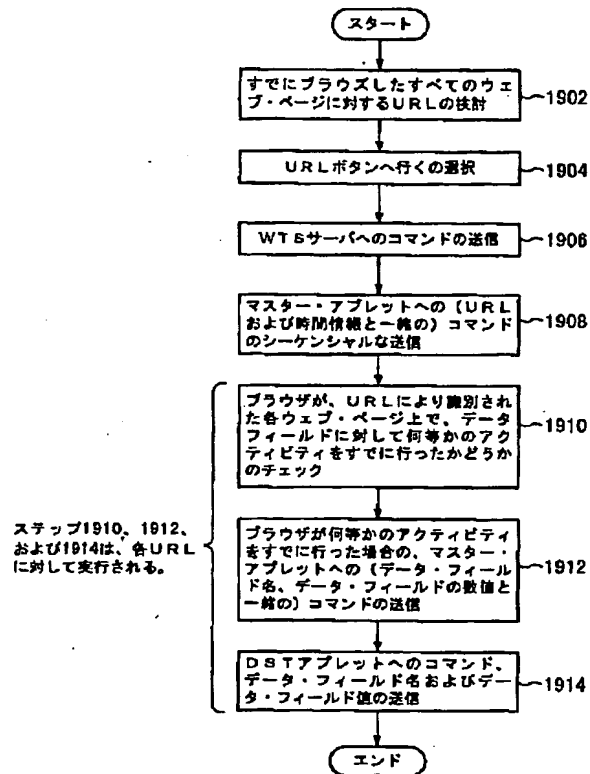 スタート
すでにブラウズしたすべてのウェ
ブ・ページに対するURLの検討
1902
URLボタンへ行くの選択
1904
WTSサーバへのコマンドの送信
1906
マスター・アプレットへの(URL
および時間情報と一緒の)コマンド
のシーケンシャルな送信
1908
ブラウザが、URLにより識別され
た各ウェブ・ページ上で、データ
フィールドに対して何等かのアク
ティビティをすでに行ったかどうか
のチェック
1910
ステップ1910、1912、
および1914は、各URL
に対して実行される。
ブラウザが何等かのアクティビティ
をすでに行った場合の、マスター・
アプレットへの(データ・フィール
ド名、データ・フィールドの数値と
一緒の)コマンドの送信
1912
DSTアプレットへのコマンド、
データ・フィールド名およびデー
タ・フィールド値の送信
1914
エンド